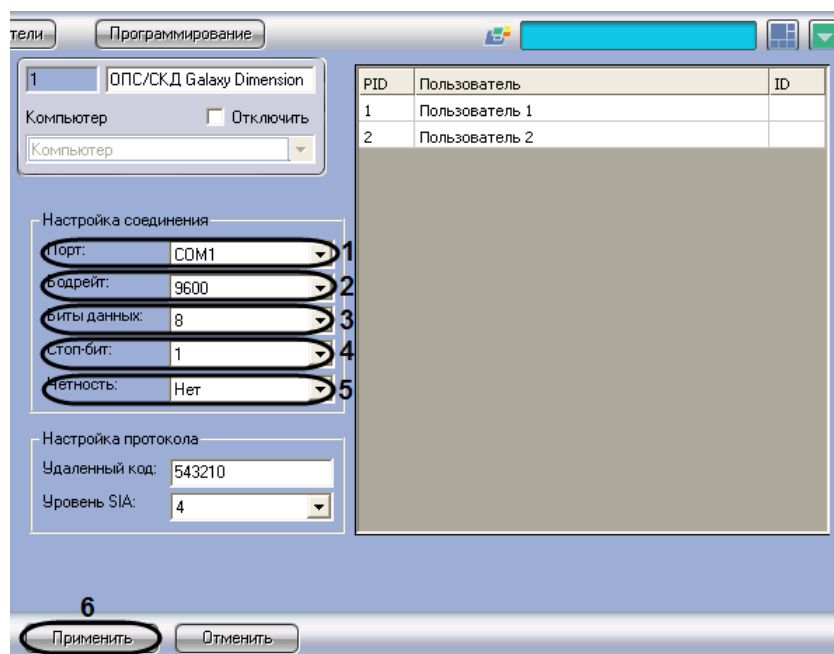 тели Программирование
1 ОПС/СКД Galaxy Dimension
Компьютер Отключить
Компьютер
PID Пользователь ID
1 Пользователь 1
2 Пользователь 2
Настройка соединения
Порт: COM1 1
Бодрейт: 9600 2
Биты данных: 8 3
Стоп-бит: 1 4
Четность: Нет 5
Настройка протокола
Удаленный код: 543210
Уровень SIA: 4
6
Применить Отменить